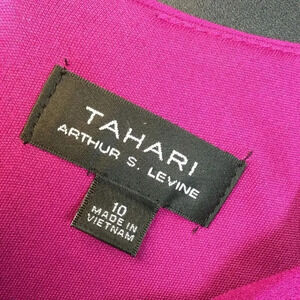 TAHARI
ARTHUR S. LEVINE
10
MADE IN
VIETNAM